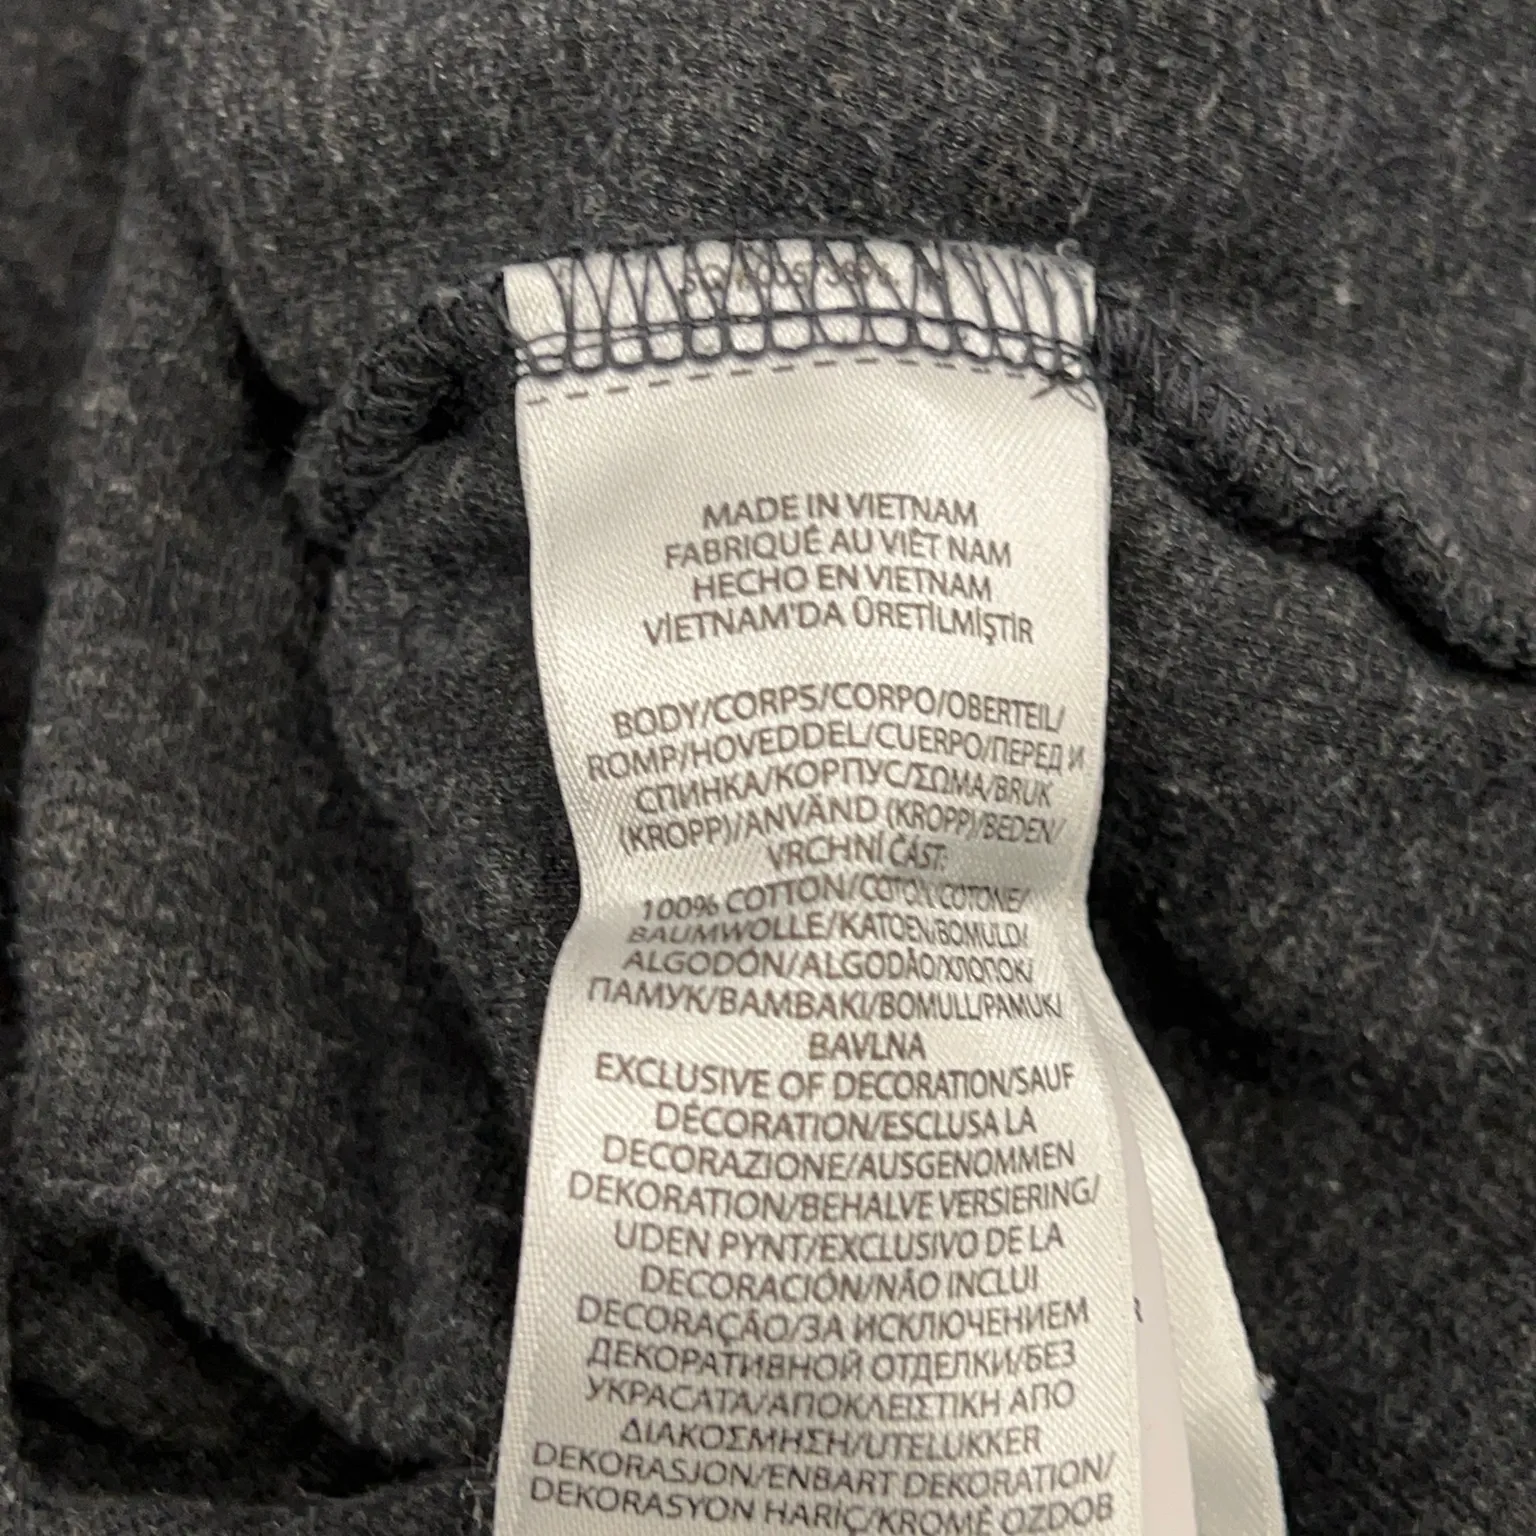 MADE IN VIETNAM
FABRIQUÉ AU VIÊT NAM
HECHO EN VIETNAM
VİETNAM'DA ÜRETİLMİŞTİR
BODY/CORPS/CORPO/OBERTEIL/
ROMP/HOVEDDEL/CUERPO/ПЕРЕД И
СПИНКА/КОРПУС/ΣΩΜΑ/BRUK
(KROPP)/ANVÄND (KROPP)/BEDEN/
VRCHNÍ ČÁST:
100% COTTON/COTON/COTONE/
BAUMWOLLE/KATOEN/BOMULD/
ALGODÓN/ALGODÃO/ХЛОПОК/
ПАМУК/ΒΑΜΒΑΚΙ/BOMULL/PAMUK/
BAVLNA
EXCLUSIVE OF DECORATION/SAUF
DÉCORATION/ESCLUSA LA
DECORAZIONE/AUSGENOMMEN
DEKORATION/BEHALVE VERSIERING/
UDEN PYNT/EXCLUSIVO DE LA
DECORACIÓN/NÃO INCLUI
DECORAÇÃO/ЗА ИСКЛЮЧЕНИЕМ
ДЕКОРАТИВНОЙ ОТДЕЛКИ/БЕЗ
УКРАСАТА/ΑΠΟΚΛΕΙΣΤΙΚΗ ΑΠΟ
ΔΙΑΚΟΣΜΗΣΗ/UTELUKKER
DEKORASJON/ENBART DEKORATION/
DEKORASYON HARİÇ/KROMĚ OZDOB
R